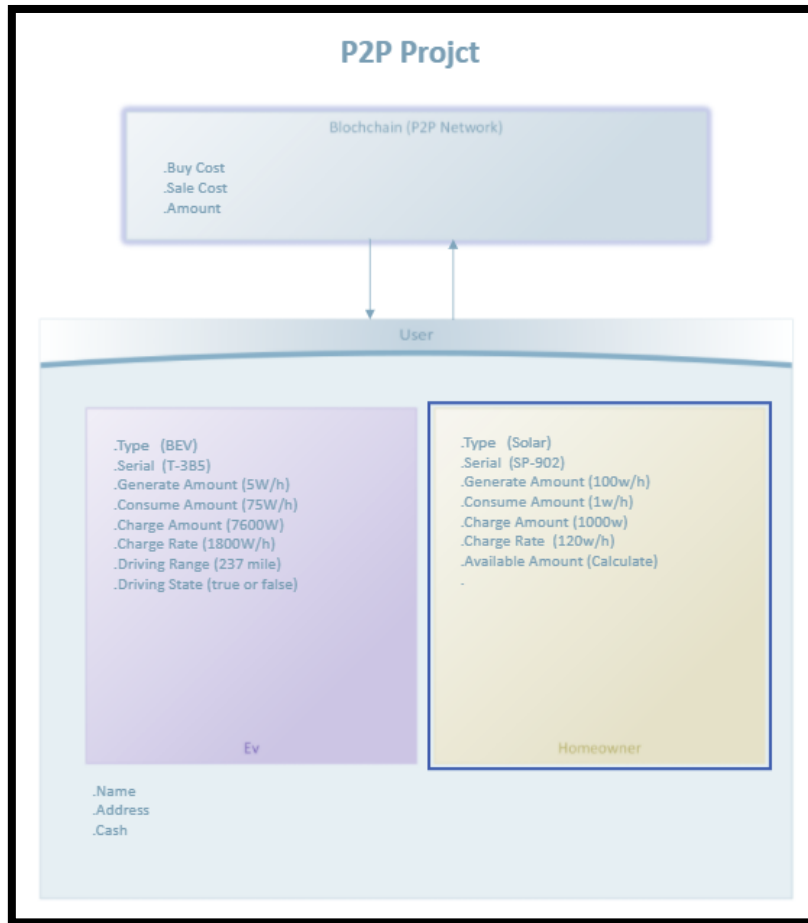 P2P Projct
Blochchain (P2P Network)
.Buy Cost
.Sale Cost
.Amount
User
.Type (BEV)
.Serial (T-3B5)
.Generate Amount (5W/h)
.Consume Amount (75W/h)
.Charge Amount (7600W)
.Charge Rate (1800W/h)
.Driving Range (237 mile)
.Driving State (true or false)
Ev
.Type (Solar)
.Serial (SP-902)
.Generate Amount (100w/h)
.Consume Amount (1w/h)
.Charge Amount (1000w)
.Charge Rate (120w/h)
.Available Amount (Calculate)
.
Homeowner
.Name
.Address
.Cash